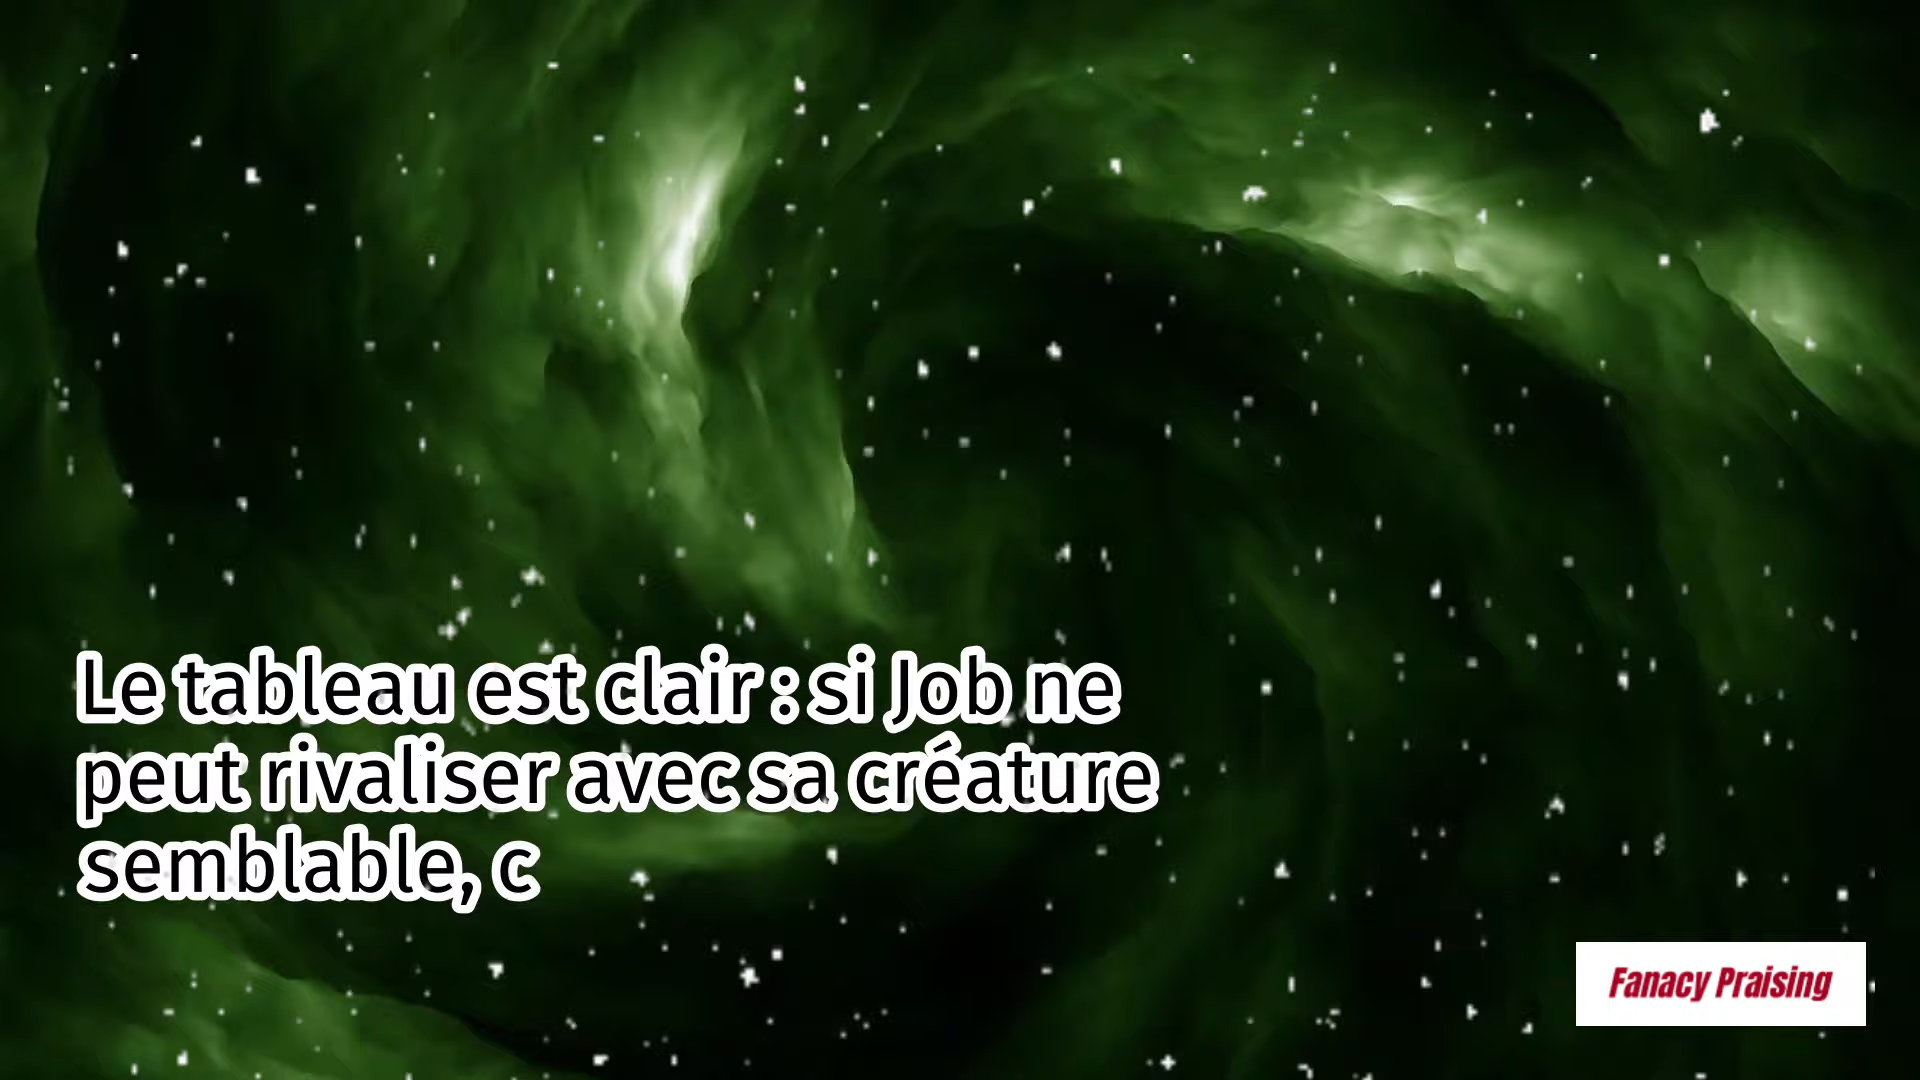 Le tableau est clair : si Job ne
peut rivaliser avec sa créature
semblable, c
Fanacy Praising